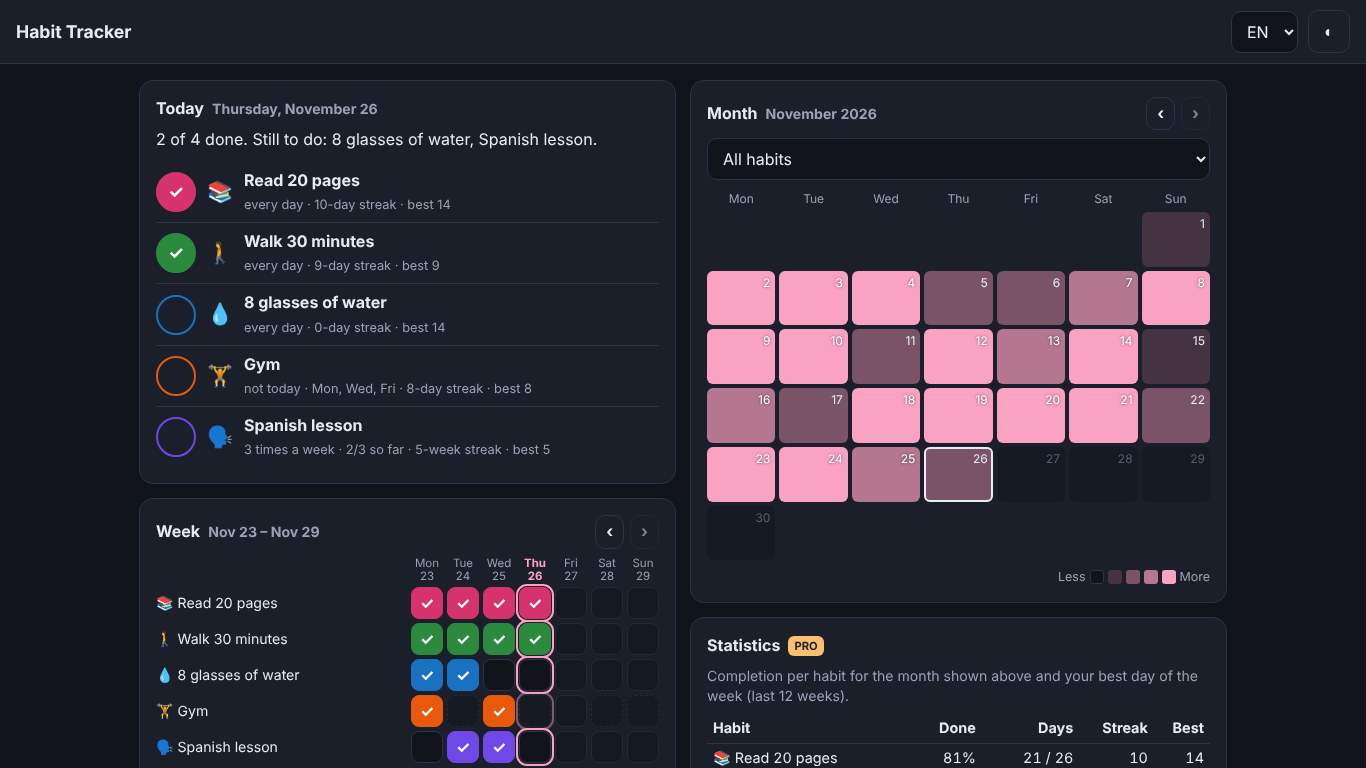 Habit Tracker
EN
Today Thursday, November 26
2 of 4 done. Still to do: 8 glasses of water, Spanish lesson.
Read 20 pages
every day · 10-day streak · best 14
Walk 30 minutes
every day · 9-day streak · best 9
8 glasses of water
every day · 0-day streak · best 14
Gym
not today · Mon, Wed, Fri · 8-day streak · best 8
Spanish lesson
3 times a week · 2/3 so far · 5-week streak · best 5
Week Nov 23 – Nov 29
Mon Tue Wed Thu Fri Sat Sun
23 24 25 26 27 28 29
Read 20 pages
Walk 30 minutes
8 glasses of water
Gym
Spanish lesson
Month November 2026
All habits
Mon Tue Wed Thu Fri Sat Sun
1
2 3 4 5 6 7 8
9 10 11 12 13 14 15
16 17 18 19 20 21 22
23 24 25 26 27 28 29
30
Less More
Statistics PRO
Completion per habit for the month shown above and your best day of the
week (last 12 weeks).
Habit Done Days Streak Best
Read 20 pages 81% 21 / 26 10 14